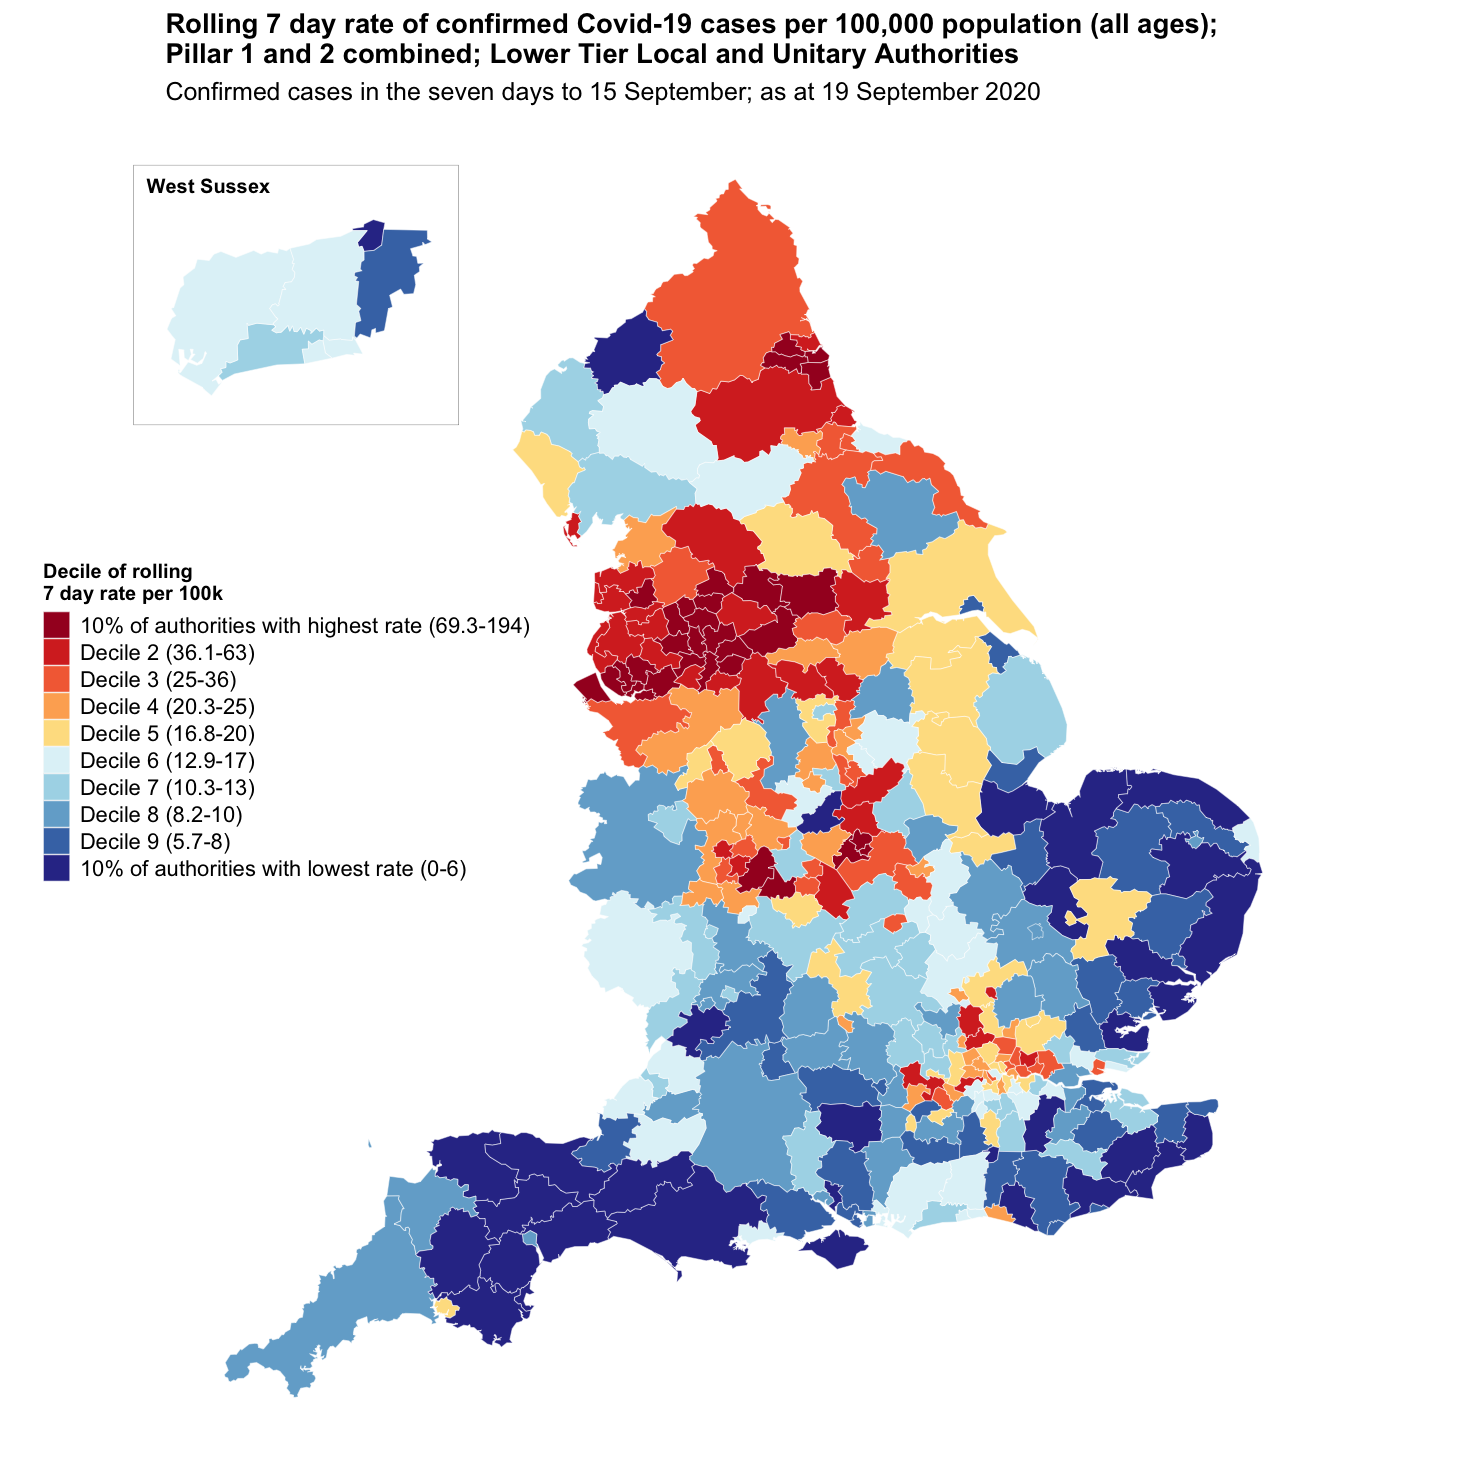 Rolling 7 day rate of confirmed Covid-19 cases per 100,000 population (all ages);
Pillar 1 and 2 combined; Lower Tier Local and Unitary Authorities
Confirmed cases in the seven days to 15 September; as at 19 September 2020
West Sussex
Decile of rolling
7 day rate per 100k
10% of authorities with highest rate (69.3-194)
Decile 2 (36.1-63)
Decile 3 (25-36)
Decile 4 (20.3-25)
Decile 5 (16.8-20)
Decile 6 (12.9-17)
Decile 7 (10.3-13)
Decile 8 (8.2-10)
Decile 9 (5.7-8)
10% of authorities with lowest rate (0-6)